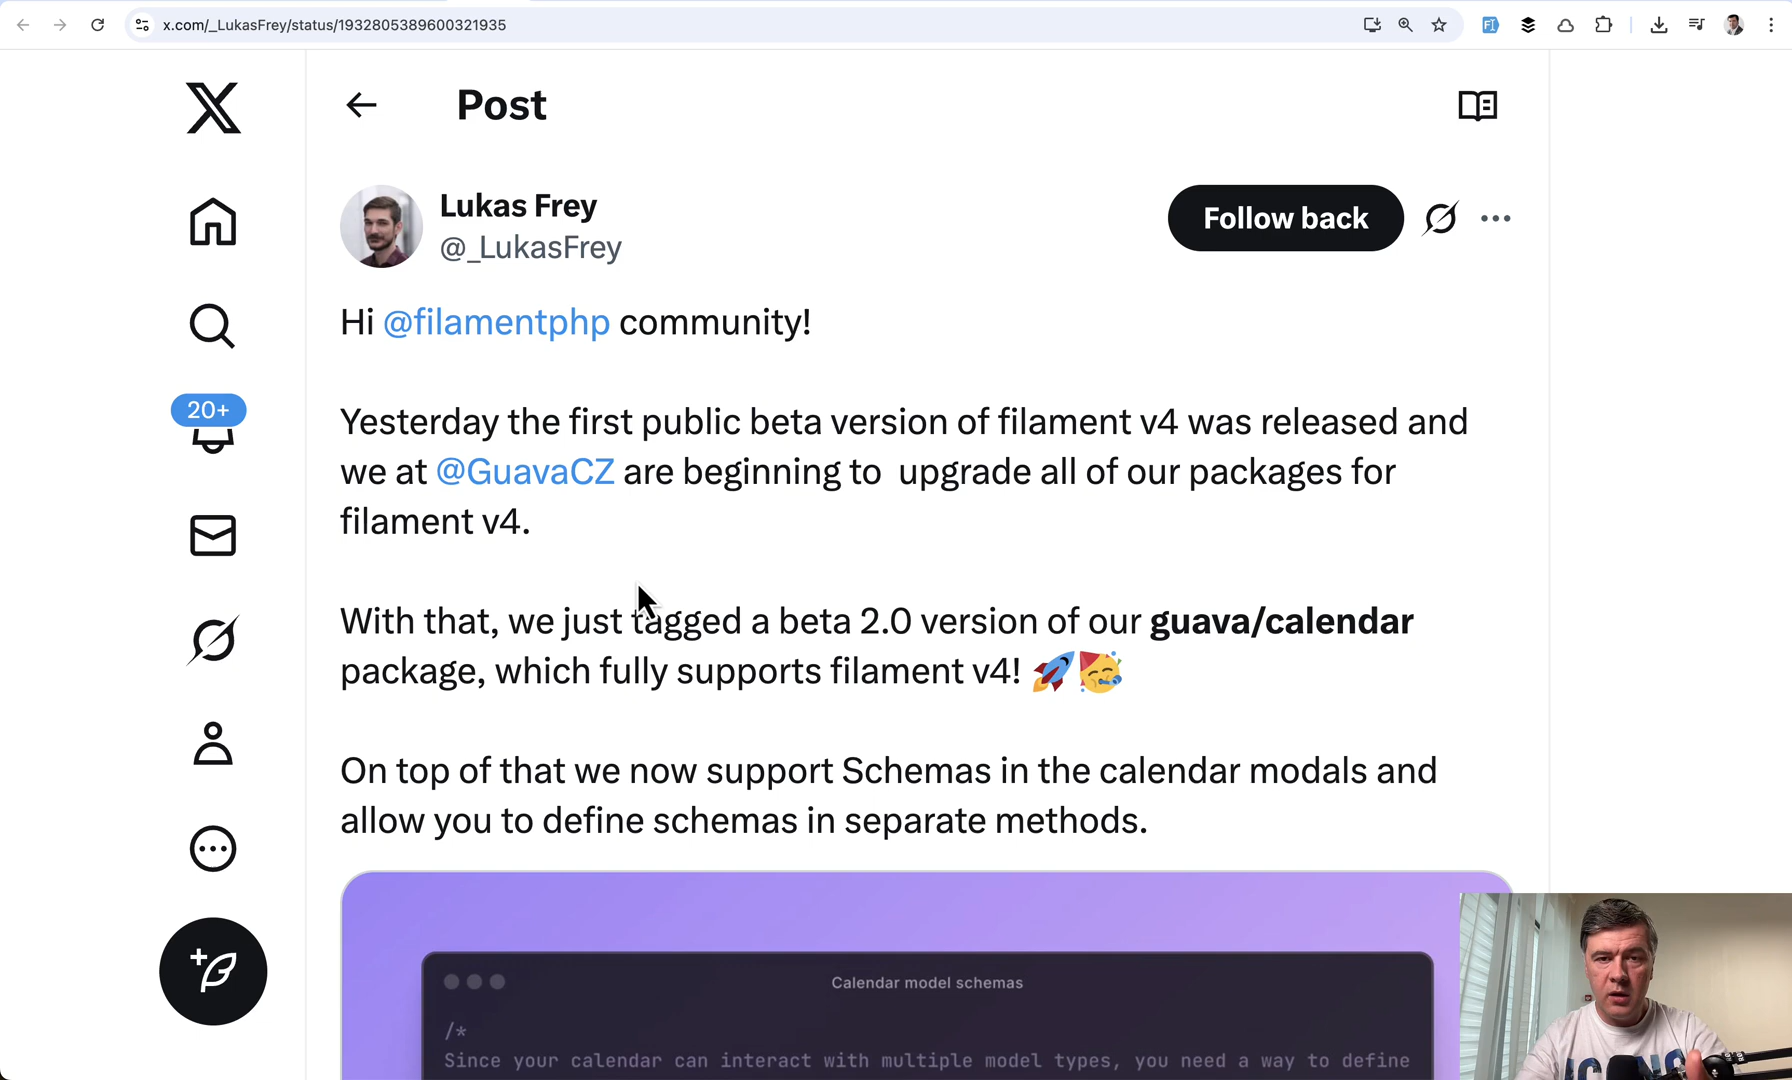 x.com/_LukasFrey/status/1932805389600321935
Post
Lukas Frey
@_LukasFrey
Follow back
Hi @filamentphp community!
20+
Yesterday the first public beta version of filament v4 was released and
we at @GuavaCZ are beginning to upgrade all of our packages for
filament v4.
With that, we just tagged a beta 2.0 version of our guava/calendar
package, which fully supports filament v4! 🚀🥳
On top of that we now support Schemas in the calendar modals and
allow you to define schemas in separate methods.
Calendar model schemas
/*
Since your calendar can interact with multiple model types, you need a way to define